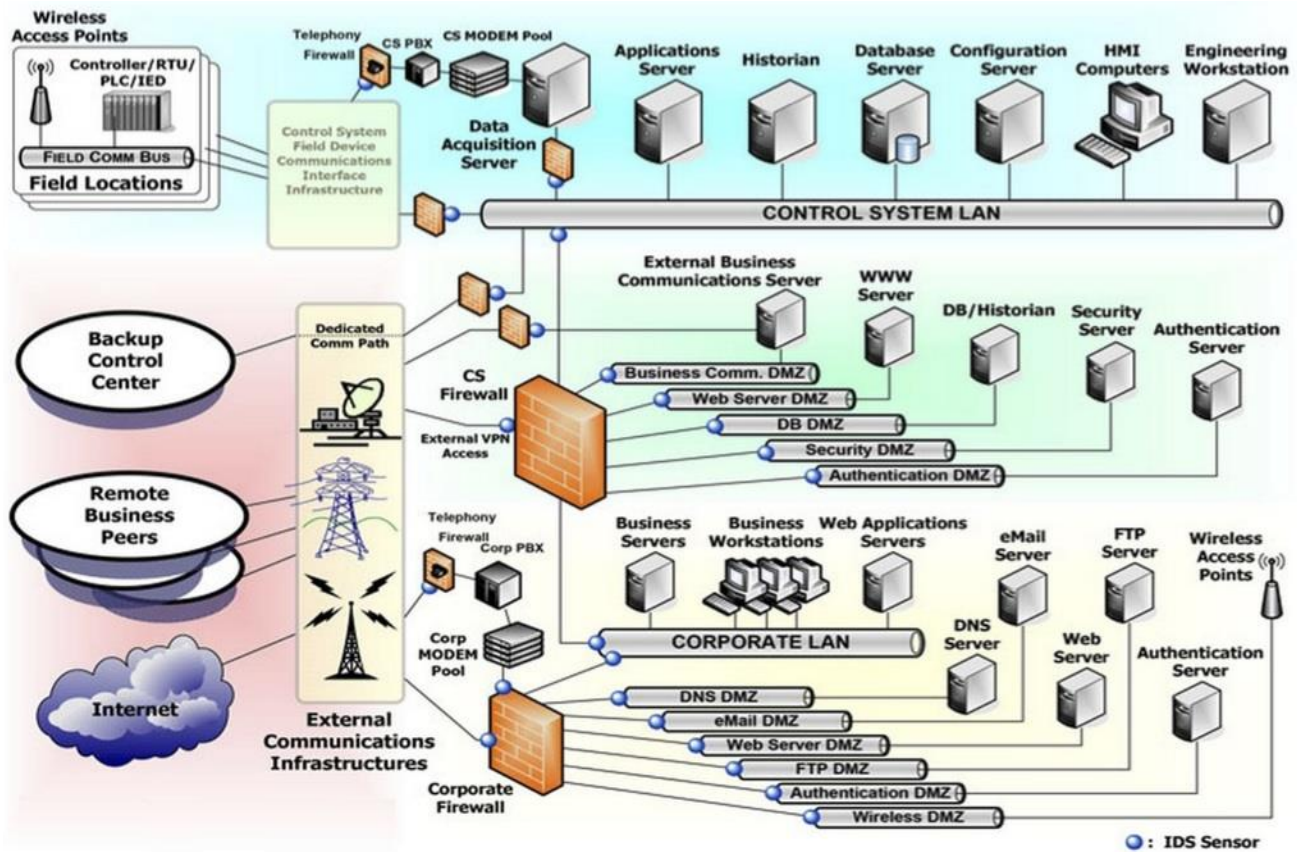 Wireless
Access Points
Controller/RTU/
PLC/IED
FIELD COMM BUS
Field Locations
Telephony
Firewall
CS PBX
CS MODEM Pool
Control System
Field Device
Communications
Interface
Infrastructure
Data
Acquisition
Server
Applications
Server
Historian
Database
Server
Configuration
Server
HMI
Computers
Engineering
Workstation
CONTROL SYSTEM LAN
Backup
Control
Center
Dedicated
Comm Path
External Business
Communications Server
WWW
Server
DB/Historian
Security
Server
Authentication
Server
CS
Firewall
External VPN
Access
Business Comm. DMZ
Web Server DMZ
DB DMZ
Security DMZ
Authentication DMZ
Remote
Business
Peers
Telephony
Firewall
Corp PBX
Corp
MODEM
Pool
Business
Servers
Business
Workstations
Web Applications
Servers
eMail
Server
FTP
Server
Wireless
Access
Points
CORPORATE LAN
DNS
Server
Web
Server
Authentication
Server
Internet
External
Communications
Infrastructures
Corporate
Firewall
DNS DMZ
eMail DMZ
Web Server DMZ
FTP DMZ
Authentication DMZ
Wireless DMZ
: IDS Sensor